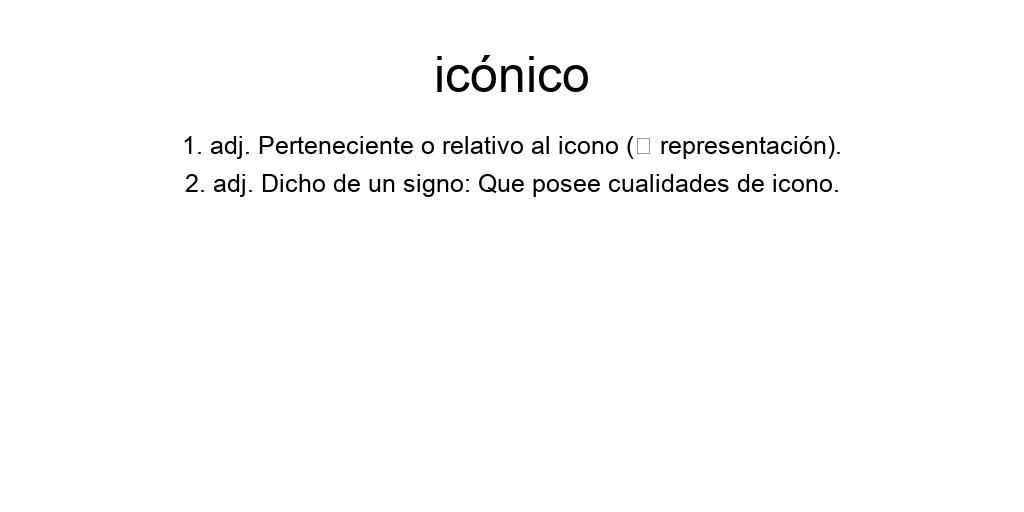 icónico
1. adj. Perteneciente o relativo al icono (□ representación).
2. adj. Dicho de un signo: Que posee cualidades de icono.